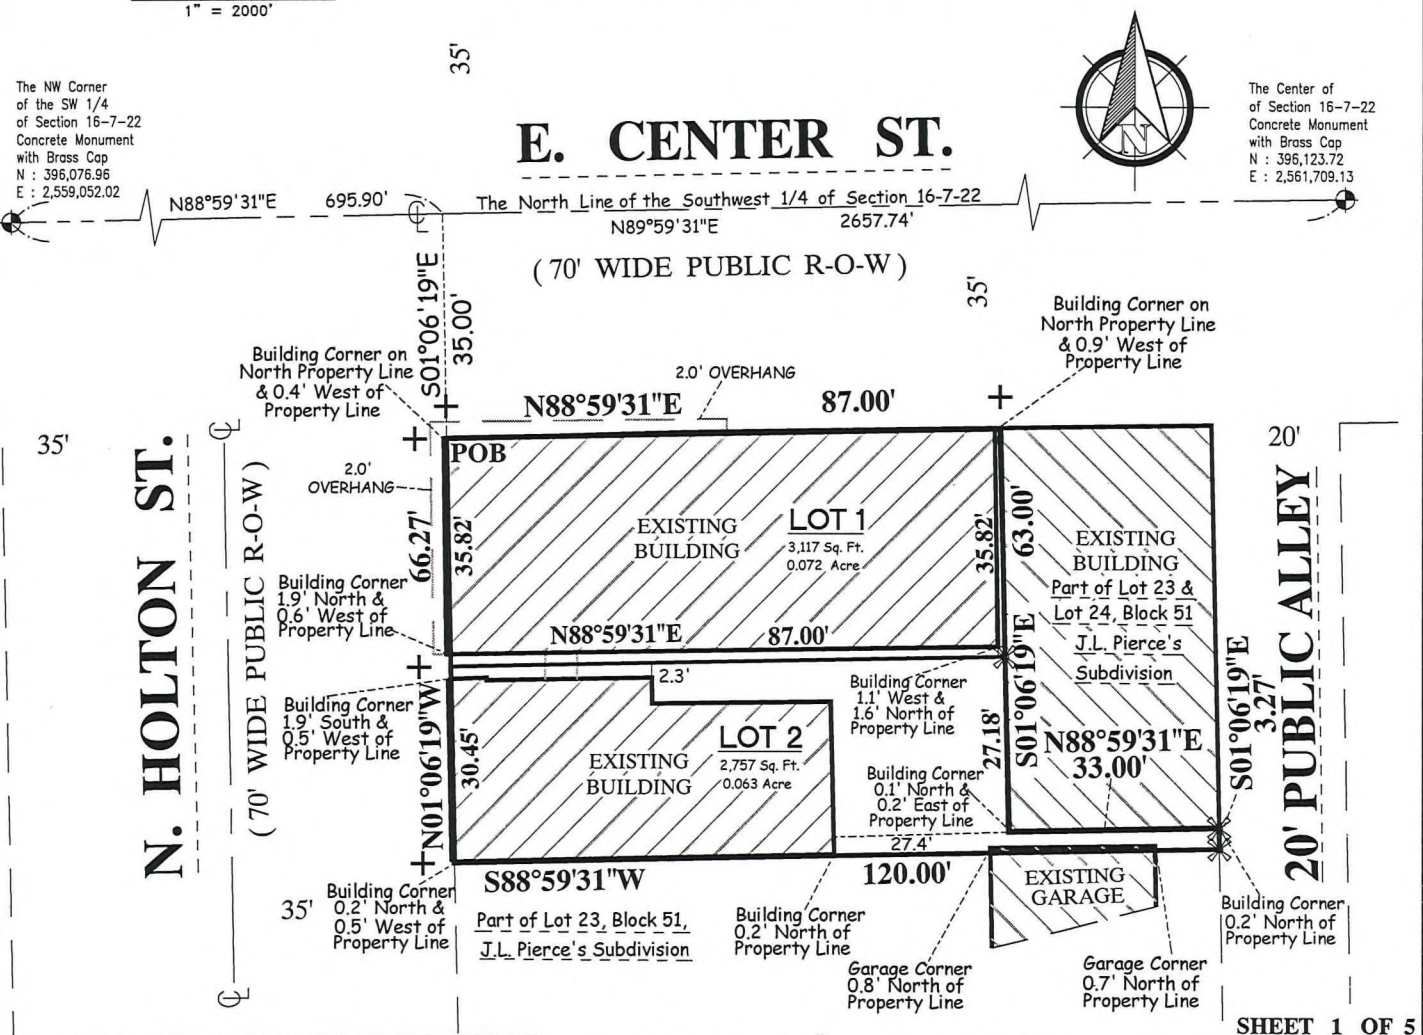 1" = 2000'
35'
The NW Corner
of the SW 1/4
of Section 16-7-22
Concrete Monument
with Brass Cap
N : 396,076.96
E : 2,559,052.02
E. CENTER ST.
N
The Center of
of Section 16-7-22
Concrete Monument
with Brass Cap
N : 396,123.72
E : 2,561,709.13
N88°59'31"E 695.90'
The North Line of the Southwest 1/4 of Section 16-7-22
N89°59'31"E 2657.74'
( 70' WIDE PUBLIC R-O-W )
S01°06'19"E
35.00'
35'
Building Corner on
North Property Line
& 0.4' West of
Property Line
Building Corner on
North Property Line
& 0.9' West of
Property Line
2.0' OVERHANG
N88°59'31"E 87.00'
35'
N. HOLTON ST.
( 70' WIDE PUBLIC R-O-W )
2.0'
OVERHANG
POB
66.27'
35.82'
EXISTING
BUILDING
LOT 1
3,117 Sq. Ft.
0.072 Acre
35.82'
63.00'
EXISTING
BUILDING
Part of Lot 23 &
Lot 24, Block 51
J.L. Pierce's
Subdivision
20'
20' PUBLIC ALLEY
Building Corner
1.9' North &
0.6' West of
Property Line
N88°59'31"E 87.00'
2.3'
Building Corner
1.9' South &
0.5' West of
Property Line
N01°06'19"W
30.45'
EXISTING
BUILDING
LOT 2
2,757 Sq. Ft.
0.063 Acre
Building Corner
1.1' West &
1.6' North of
Property Line
27.18'
S01°06'19"E
N88°59'31"E
33.00'
S01°06'19"E
3.27'
Building Corner
0.1' North &
0.2' East of
Property Line
27.4'
S88°59'31"W 120.00'
EXISTING
GARAGE
35'
Building Corner
0.2' North &
0.5' West of
Property Line
Part of Lot 23, Block 51,
J.L. Pierce's Subdivision
Building Corner
0.2' North of
Property Line
Garage Corner
0.8' North of
Property Line
Garage Corner
0.7' North of
Property Line
Building Corner
0.2' North of
Property Line
SHEET 1 OF 5